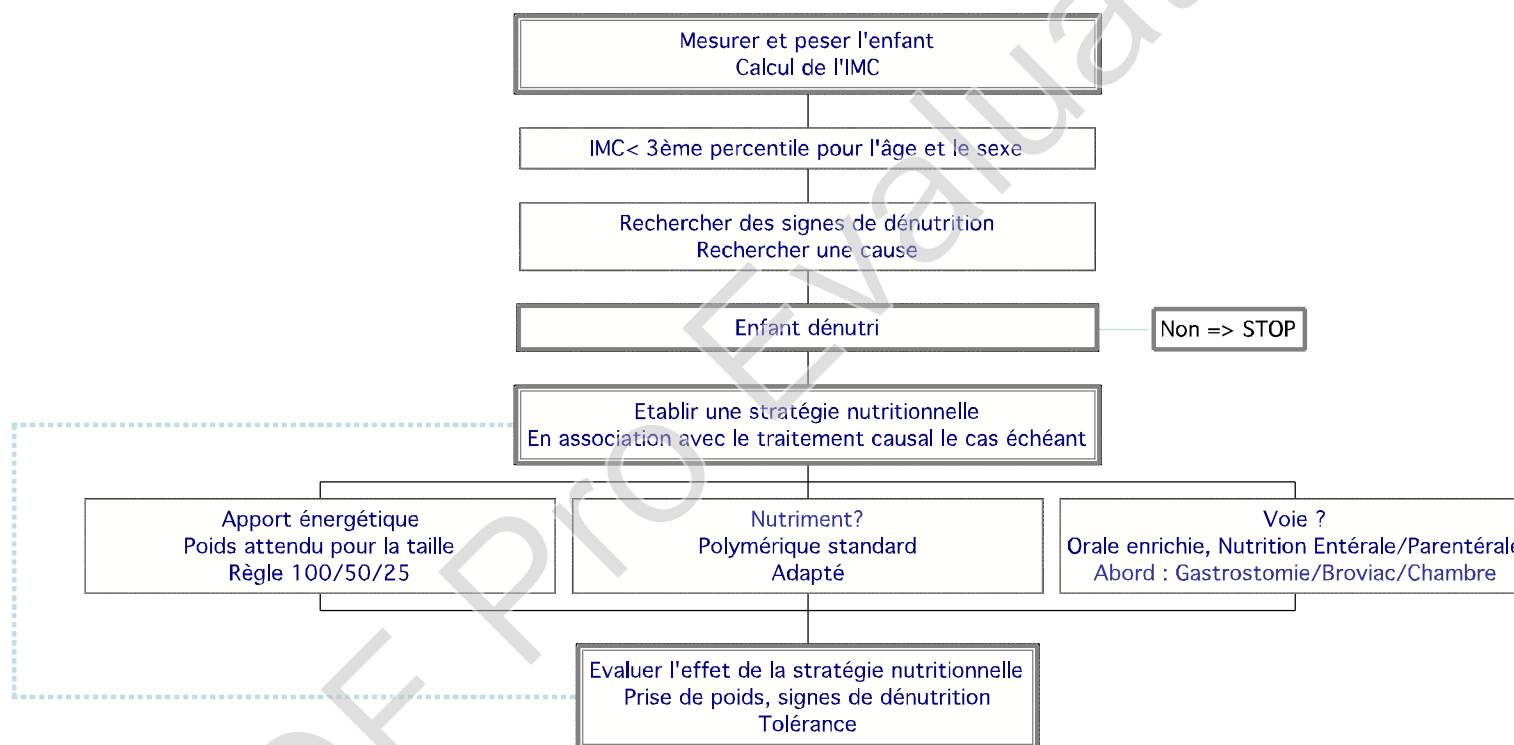 Mesurer et peser l'enfant
Calcul de l'IMC
IMC< 3ème percentile pour l'âge et le sexe
Rechercher des signes de dénutrition
Rechercher une cause
Enfant dénutri
Non => STOP
Etablir une stratégie nutritionnelle
En association avec le traitement causal le cas échéant
Apport énergétique
Poids attendu pour la taille
Règle 100/50/25
Nutriment?
Polymérique standard
Adapté
Voie ?
Orale enrichie, Nutrition Entérale/Parentérale
Abord : Gastrostomie/Broviac/Chambre
Evaluer l'effet de la stratégie nutritionnelle
Prise de poids, signes de dénutrition
Tolérance
Pro